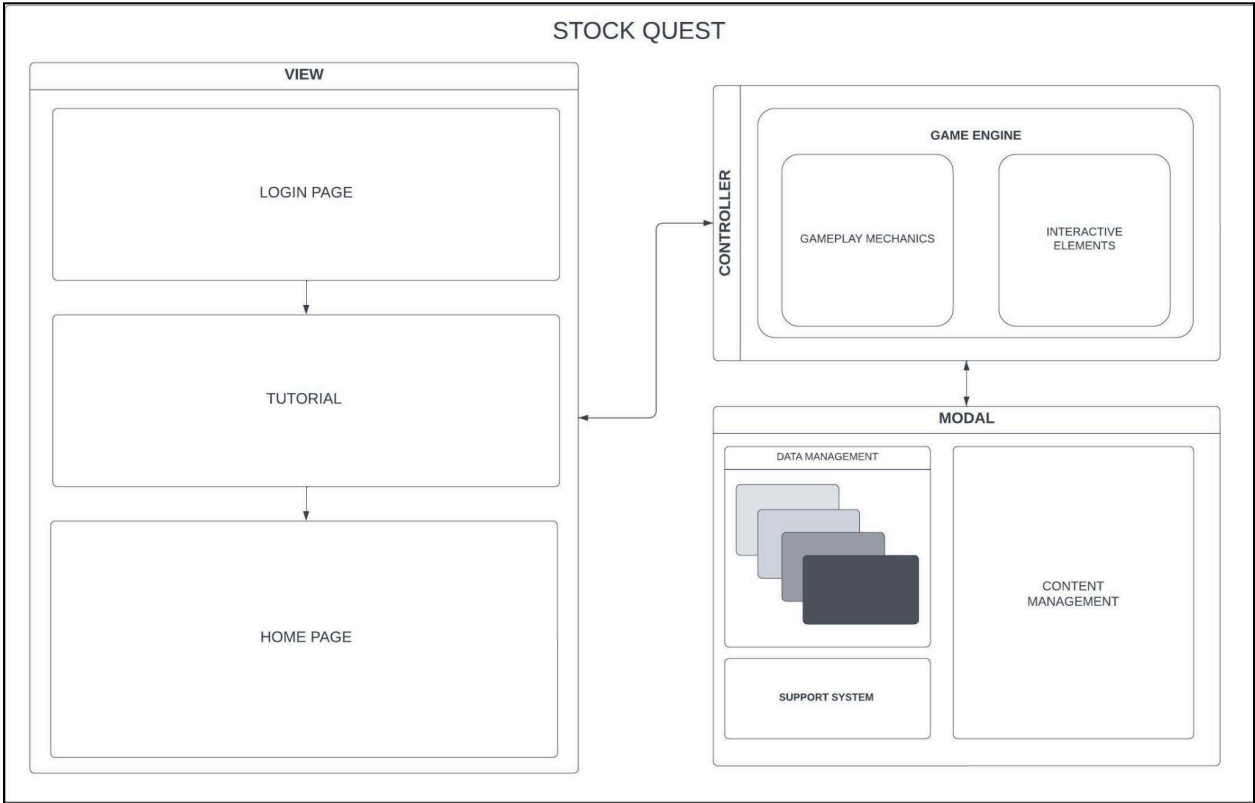 STOCK QUEST
VIEW
LOGIN PAGE
TUTORIAL
HOME PAGE
CONTROLLER
GAME ENGINE
GAMEPLAY MECHANICS
INTERACTIVE
ELEMENTS
MODAL
DATA MANAGEMENT
SUPPORT SYSTEM
CONTENT
MANAGEMENT